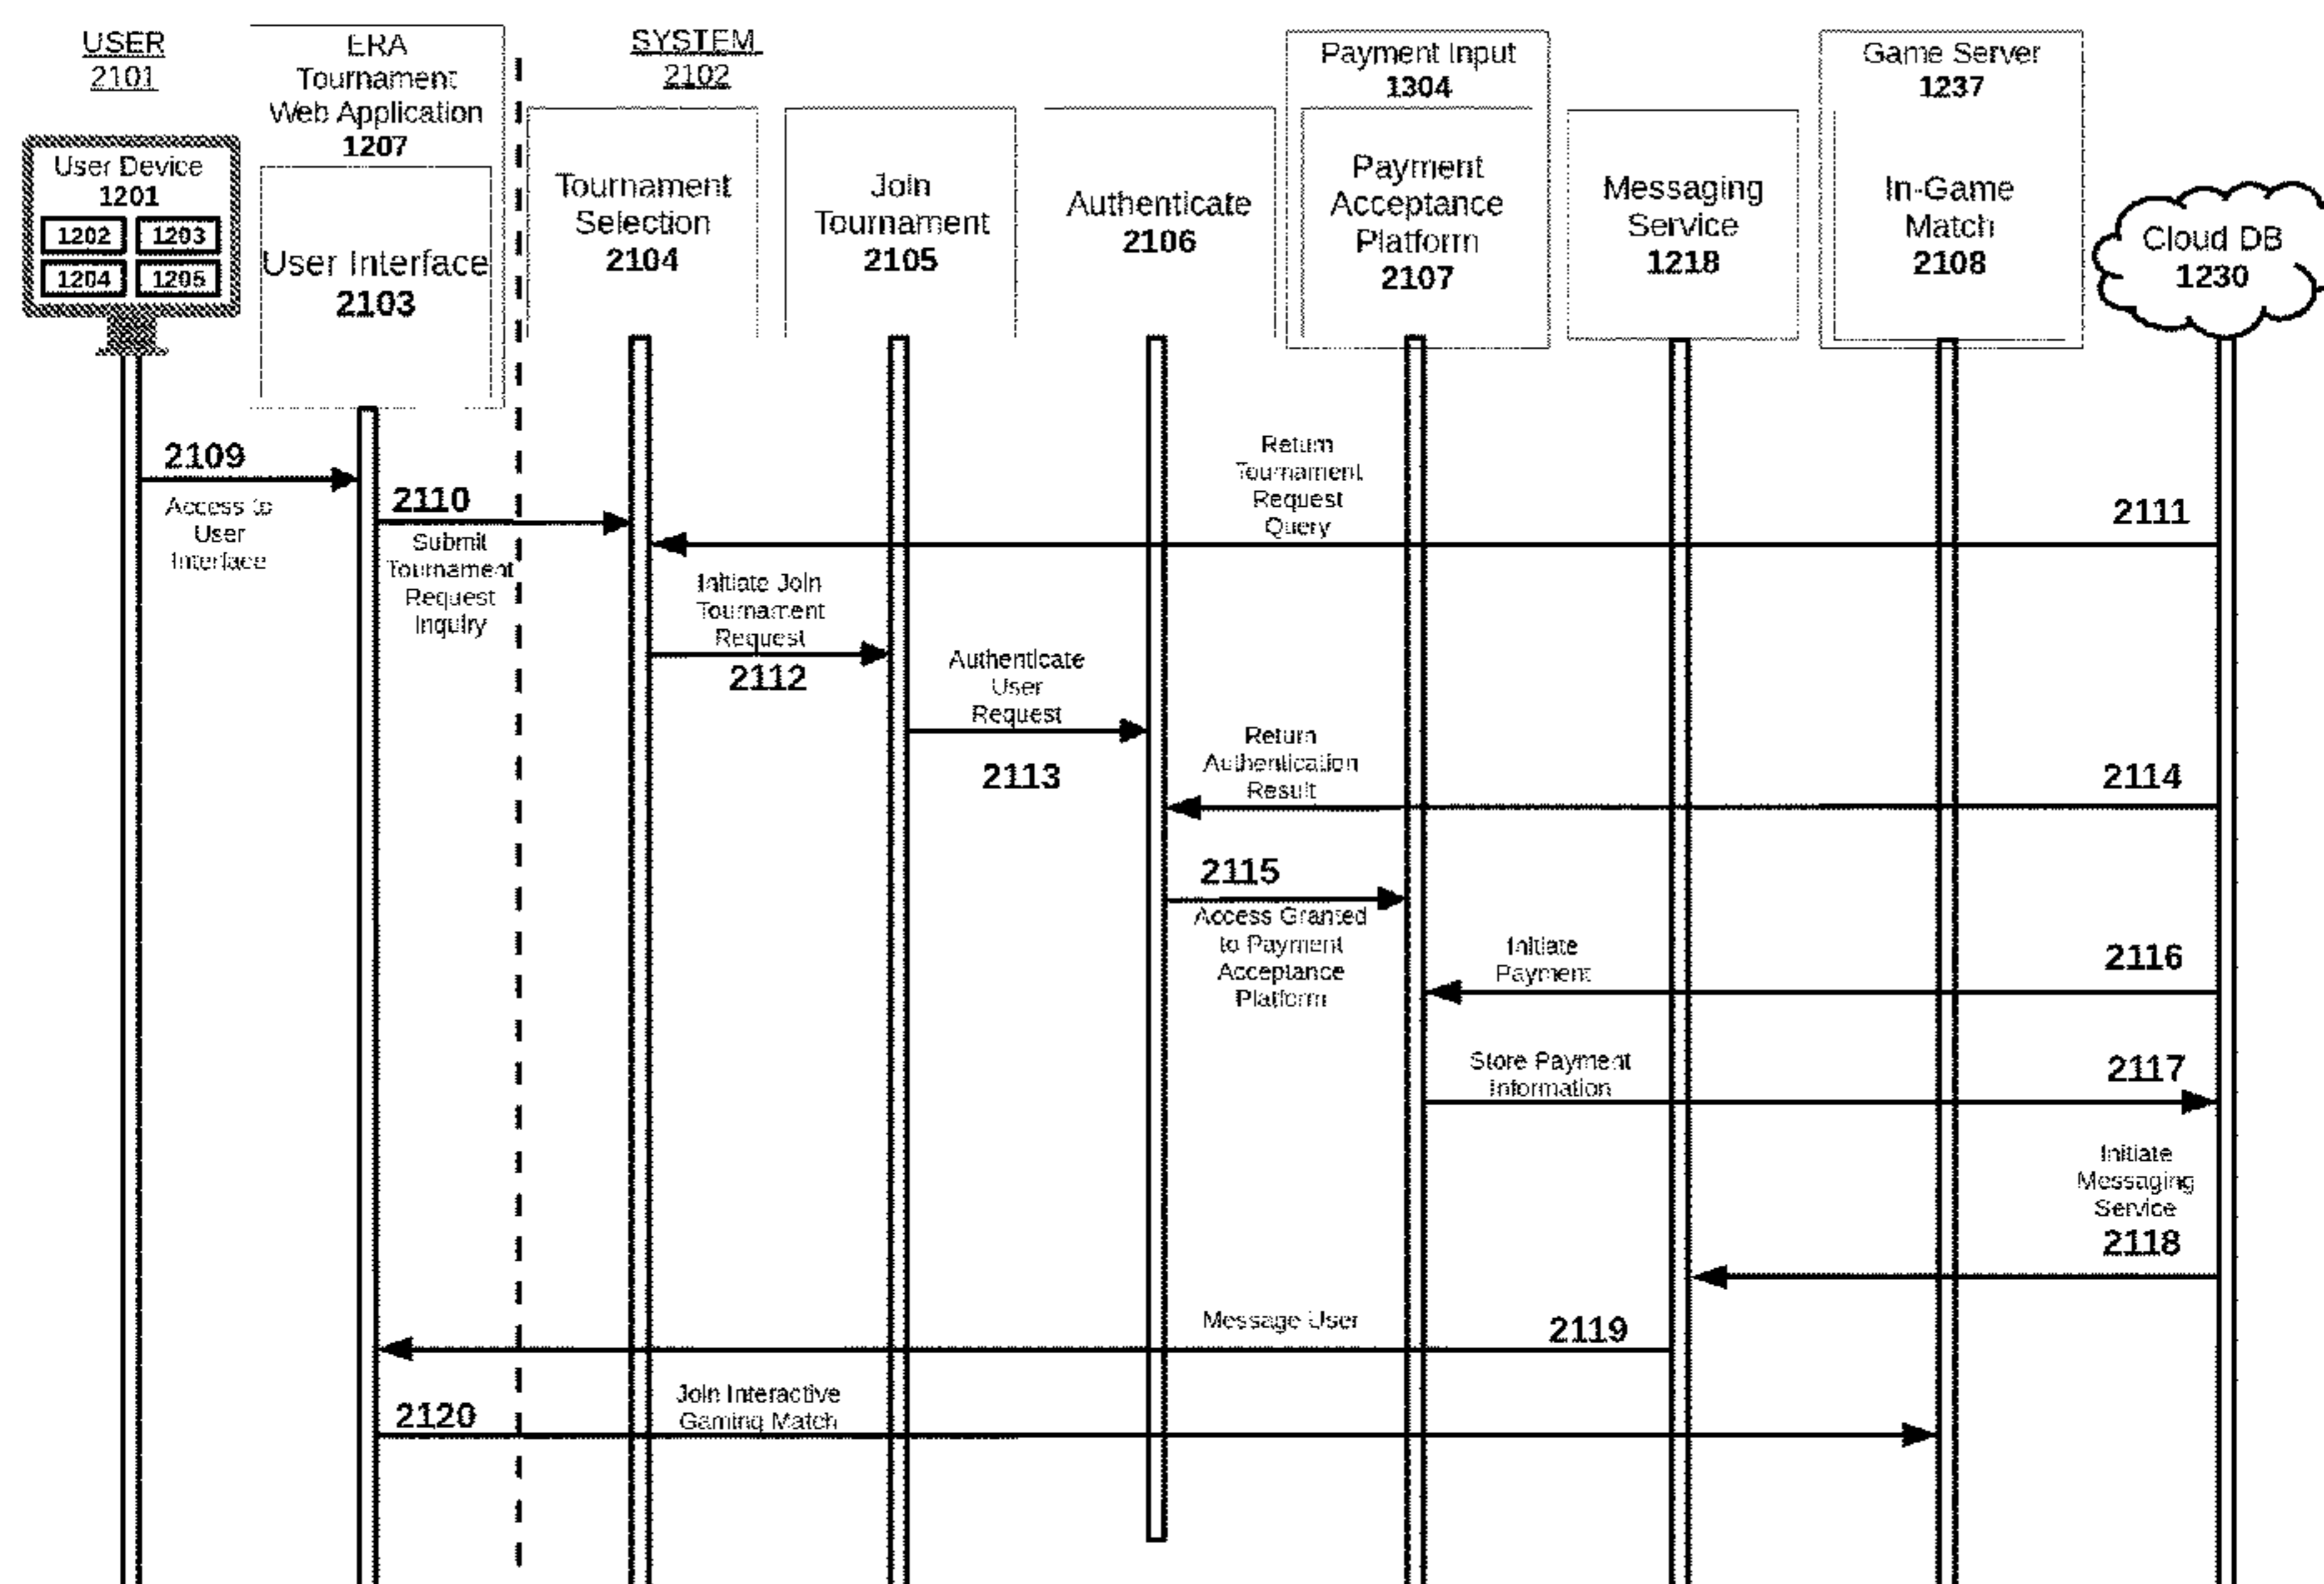 USER
2101
ERA
Tournament
Web Application
1207
SYSTEM
2102
Payment Input
1304
Game Server
1237
User Device
1201
1202
1203
1204
1205
User Interface
2103
Tournament
Selection
2104
Join
Tournament
2105
Authenticate
2106
Payment
Acceptance
Platform
2107
Messaging
Service
1218
In-Game
Match
2108
Cloud DB
1230
2109
Access to
User
Interface
2110
Submit
Tournament
Request
Inquiry
Return
Tournament
Request
Query
2111
Initiate Join
Tournament
Request
2112
Authenticate
User
Request
2113
Return
Authentication
Result
2114
2115
Access Granted
to Payment
Acceptance
Platform
Initiate
Payment
2116
Store Payment
Information
2117
Initiate
Messaging
Service
2118
Message User
2119
2120
Join Interactive
Gaming Match